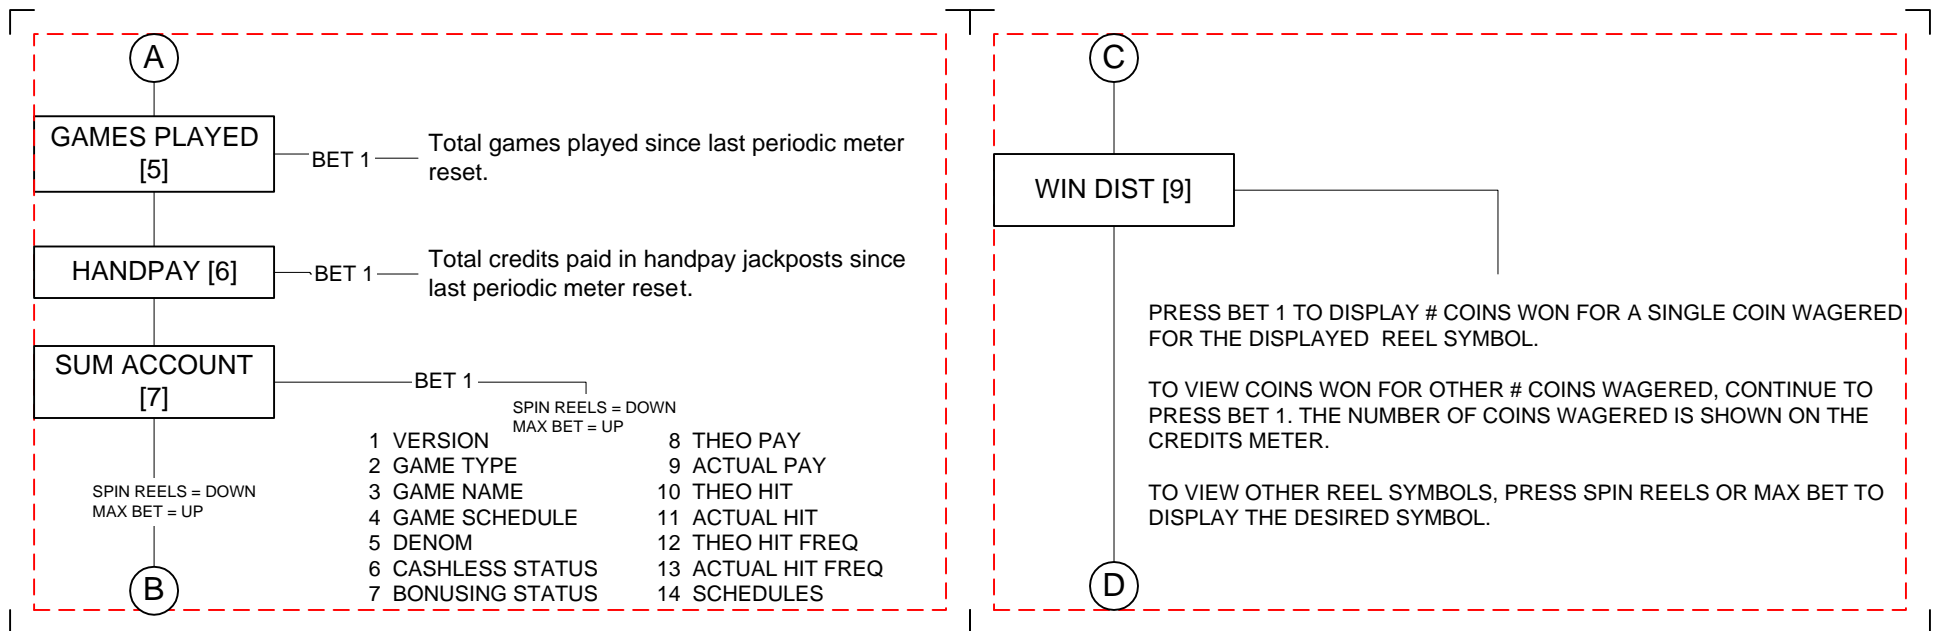 A
GAMES PLAYED
[5]
BET 1
Total games played since last periodic meter
reset.
HANDPAY [6]
BET 1
Total credits paid in handpay jackposts since
last periodic meter reset.
SUM ACCOUNT
[7]
BET 1
SPIN REELS = DOWN
MAX BET = UP
1 VERSION
2 GAME TYPE
3 GAME NAME
4 GAME SCHEDULE
5 DENOM
6 CASHLESS STATUS
7 BONUSING STATUS
8 THEO PAY
9 ACTUAL PAY
10 THEO HIT
11 ACTUAL HIT
12 THEO HIT FREQ
13 ACTUAL HIT FREQ
14 SCHEDULES
SPIN REELS = DOWN
MAX BET = UP
B
C
WIN DIST [9]
PRESS BET 1 TO DISPLAY # COINS WON FOR A SINGLE COIN WAGERED
FOR THE DISPLAYED REEL SYMBOL.
TO VIEW COINS WON FOR OTHER # COINS WAGERED, CONTINUE TO
PRESS BET 1. THE NUMBER OF COINS WAGERED IS SHOWN ON THE
CREDITS METER.
TO VIEW OTHER REEL SYMBOLS, PRESS SPIN REELS OR MAX BET TO
DISPLAY THE DESIRED SYMBOL.
D